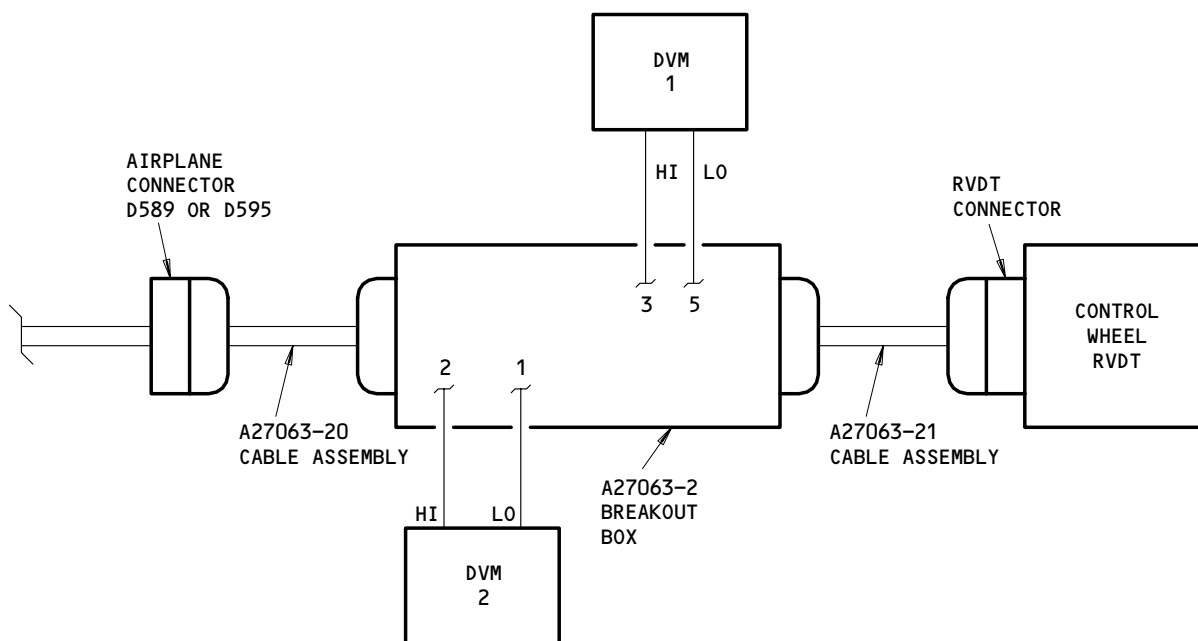 DVM
1
HI LO
AIRPLANE
CONNECTOR
D589 OR D595
RVDT
CONNECTOR
3 5
CONTROL
WHEEL
RVDT
2 1
A27063-20
CABLE ASSEMBLY
A27063-21
CABLE ASSEMBLY
A27063-2
BREAKOUT
BOX
HI LO
DVM
2